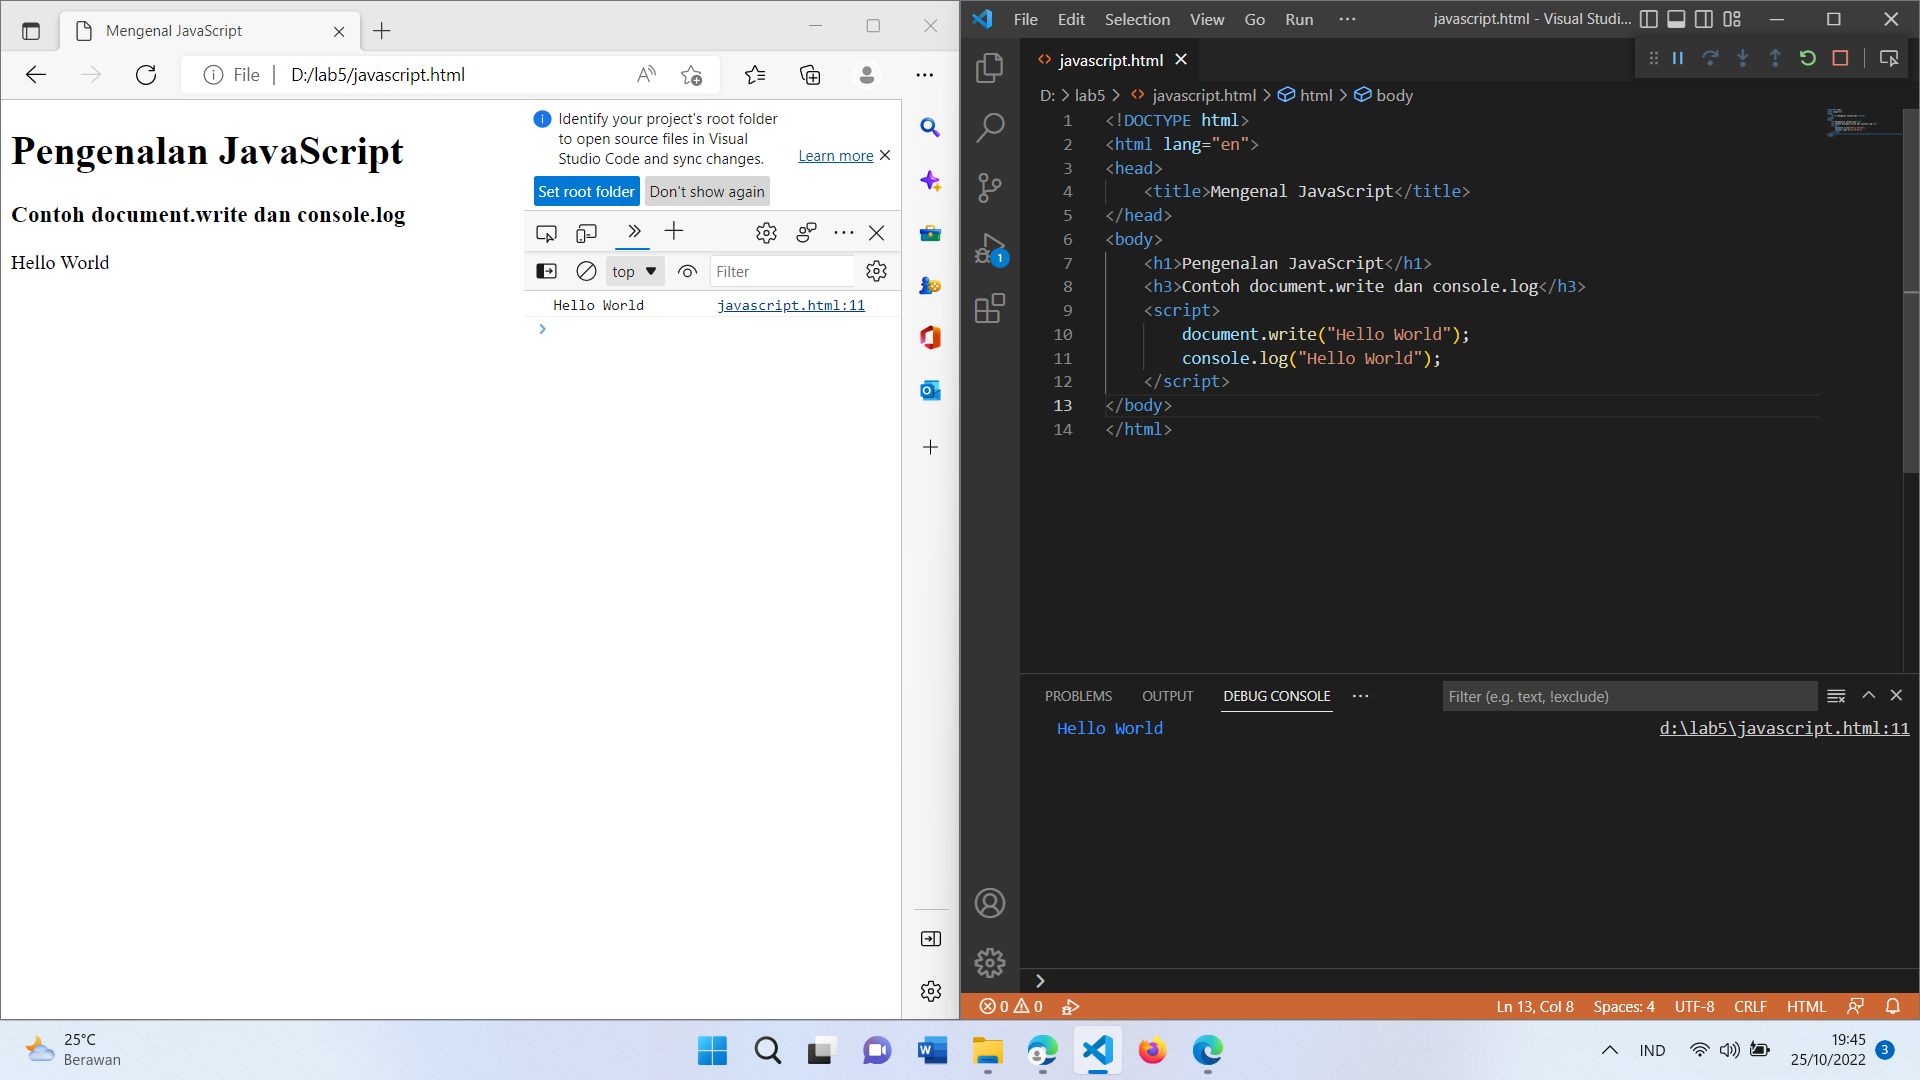 Mengenal JavaScript
File
D:/lab5/javascript.html
Pengenalan JavaScript
Contoh document.write dan console.log
Hello World
Identify your project's root folder
to open source files in Visual
Studio Code and sync changes.
Learn more
Set root folder
Don't show again
top
Filter
Hello World
javascript.html:11
File Edit Selection View Go Run
javascript.html - Visual Studi...
javascript.html
D: > lab5 > javascript.html > html > body
1 <!DOCTYPE html>
2 <html lang="en">
3 <head>
4 <title>Mengenal JavaScript</title>
5 </head>
6 <body>
7 <h1>Pengenalan JavaScript</h1>
8 <h3>Contoh document.write dan console.log</h3>
9 <script>
10 document.write("Hello World");
11 console.log("Hello World");
12 </script>
13 </body>
14 </html>
1
PROBLEMS OUTPUT DEBUG CONSOLE
Filter (e.g. text, !exclude)
Hello World
d:\lab5\javascript.html:11
0 0
Ln 13, Col 8 Spaces: 4 UTF-8 CRLF HTML
25°C
Berawan
IND
19:45
25/10/2022
3